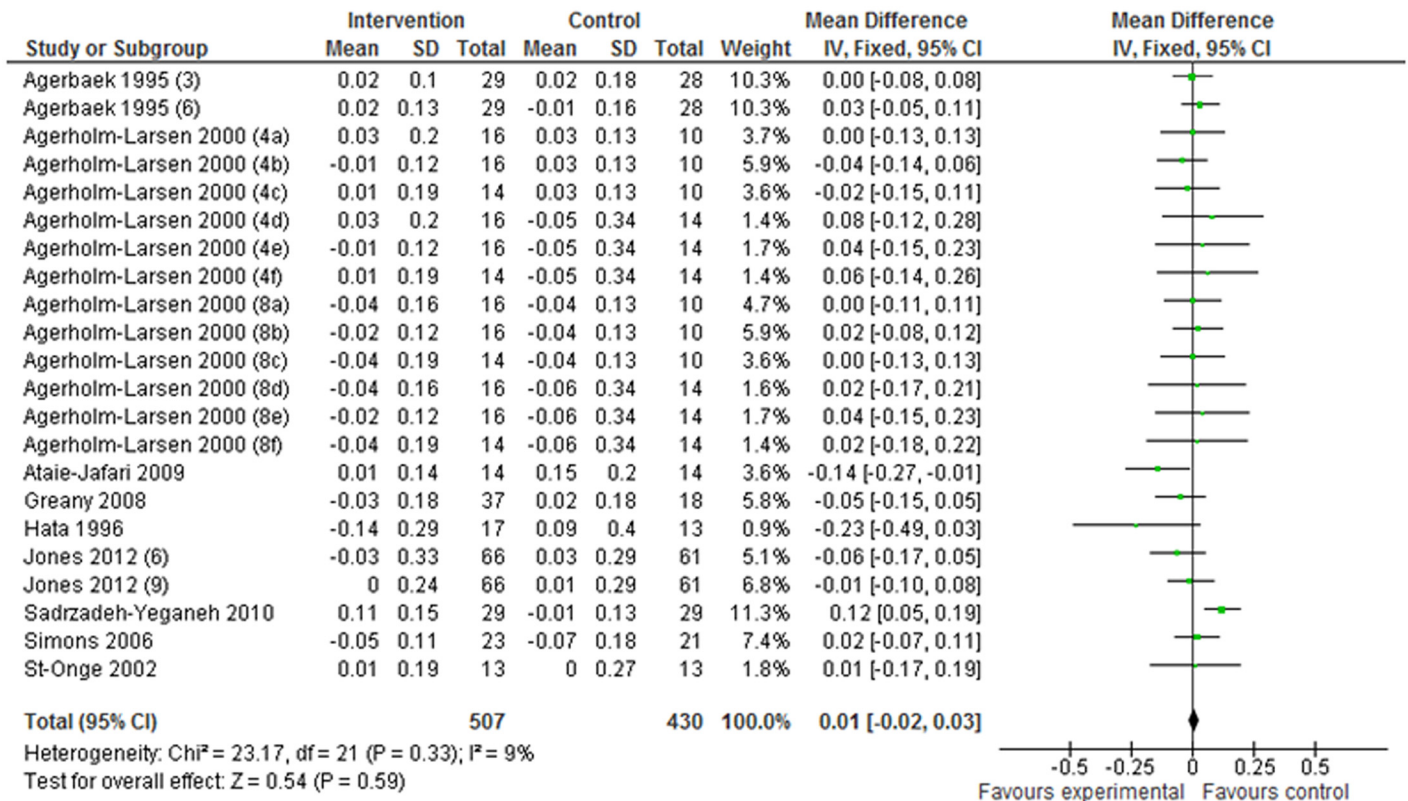 Intervention Control Mean Difference Mean Difference
Study or Subgroup Mean SD Total Mean SD Total Weight IV, Fixed, 95% CI IV, Fixed, 95% CI
Agerbaek 1995 (3) 0.02 0.1 29 0.02 0.18 28 10.3% 0.00 [-0.08, 0.08]
Agerbaek 1995 (6) 0.02 0.13 29 -0.01 0.16 28 10.3% 0.03 [-0.05, 0.11]
Agerholm-Larsen 2000 (4a) 0.03 0.2 16 0.03 0.13 10 3.7% 0.00 [-0.13, 0.13]
Agerholm-Larsen 2000 (4b) -0.01 0.12 16 0.03 0.13 10 5.9% -0.04 [-0.14, 0.06]
Agerholm-Larsen 2000 (4c) 0.01 0.19 14 0.03 0.13 10 3.6% -0.02 [-0.15, 0.11]
Agerholm-Larsen 2000 (4d) 0.03 0.2 16 -0.05 0.34 14 1.4% 0.08 [-0.12, 0.28]
Agerholm-Larsen 2000 (4e) -0.01 0.12 16 -0.05 0.34 14 1.7% 0.04 [-0.15, 0.23]
Agerholm-Larsen 2000 (4f) 0.01 0.19 14 -0.05 0.34 14 1.4% 0.06 [-0.14, 0.26]
Agerholm-Larsen 2000 (8a) -0.04 0.16 16 -0.04 0.13 10 4.7% 0.00 [-0.11, 0.11]
Agerholm-Larsen 2000 (8b) -0.02 0.12 16 -0.04 0.13 10 5.9% 0.02 [-0.08, 0.12]
Agerholm-Larsen 2000 (8c) -0.04 0.19 14 -0.04 0.13 10 3.6% 0.00 [-0.13, 0.13]
Agerholm-Larsen 2000 (8d) -0.04 0.16 16 -0.06 0.34 14 1.6% 0.02 [-0.17, 0.21]
Agerholm-Larsen 2000 (8e) -0.02 0.12 16 -0.06 0.34 14 1.7% 0.04 [-0.15, 0.23]
Agerholm-Larsen 2000 (8f) -0.04 0.19 14 -0.06 0.34 14 1.4% 0.02 [-0.18, 0.22]
Ataie-Jafari 2009 0.01 0.14 14 0.15 0.2 14 3.6% -0.14 [-0.27, -0.01]
Greany 2008 -0.03 0.18 37 0.02 0.18 18 5.8% -0.05 [-0.15, 0.05]
Hata 1996 -0.14 0.29 17 0.09 0.4 13 0.9% -0.23 [-0.49, 0.03]
Jones 2012 (6) -0.03 0.33 66 0.03 0.29 61 5.1% -0.06 [-0.17, 0.05]
Jones 2012 (9) 0 0.24 66 0.01 0.29 61 6.8% -0.01 [-0.10, 0.08]
Sadrzadeh-Yeganeh 2010 0.11 0.15 29 -0.01 0.13 29 11.3% 0.12 [0.05, 0.19]
Simons 2006 -0.05 0.11 23 -0.07 0.18 21 7.4% 0.02 [-0.07, 0.11]
St-Onge 2002 0.01 0.19 13 0 0.27 13 1.8% 0.01 [-0.17, 0.19]
Total (95% CI) 507 430 100.0% 0.01 [-0.02, 0.03]
Heterogeneity: Chi² = 23.17, df = 21 (P = 0.33); I² = 9%
Test for overall effect: Z = 0.54 (P = 0.59)
-0.5 -0.25 0 0.25 0.5
Favours experimental Favours control